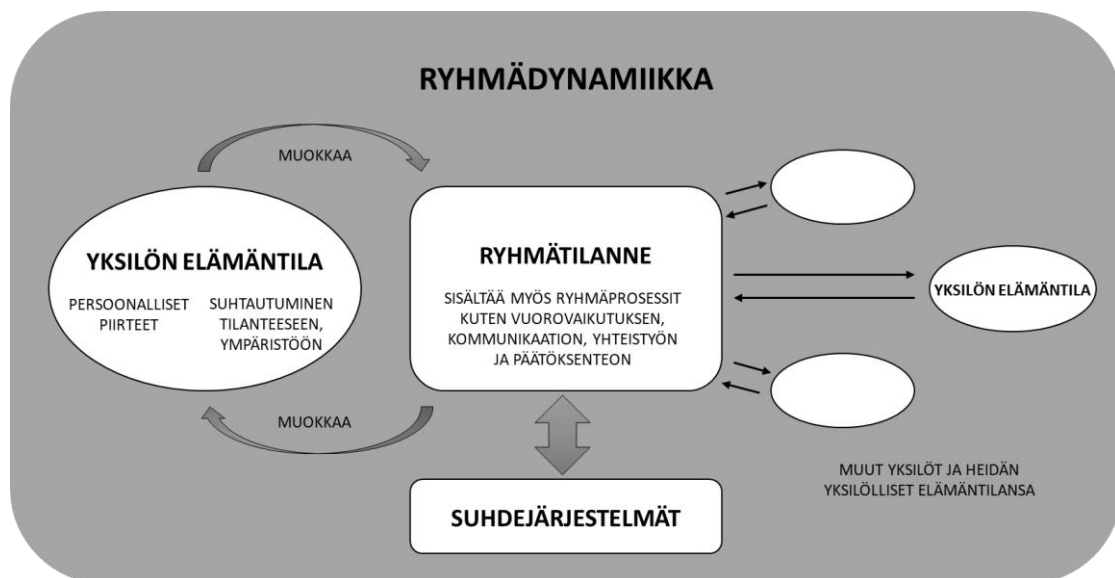 RYHMÄDYNAMIIKKA
MUOKKAA
YKSILÖN ELÄMÄNTILA
PERSOONALLISET
PIIRTEET
SUHTAUTUMINEN
TILANTEESEEN,
YMPÄRISTÖÖN
MUOKKAA
RYHMÄTILANNE
SISÄLTÄÄ MYÖS RYHMÄPROSESSIT
KUTEN VUOROVAIKUTUKSEN,
KOMMUNIKAATION, YHTEISTYÖN
JA PÄÄTÖKSENTEON
YKSILÖN ELÄMÄNTILA
MUUT YKSILÖT JA HEIDÄN
YKSILÖLLISET ELÄMÄNTILANSA
SUHDEJÄRJESTELMÄT